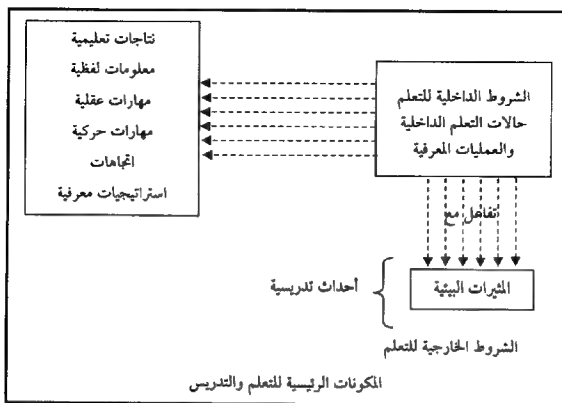 الشروط الداخلية للتعلم
حالات التعلم الداخلية
والعمليات المعرفية
نتاجات تعليمية
معلومات لفظية
مهارات عقلية
مهارات حركية
اتجاهات
استراتيجيات معرفية
تفاعل مع
المثيرات البيئية
أحداث تدريسية
الشروط الخارجية للتعلم
المكونات الرئيسية للتعلم والتدريس